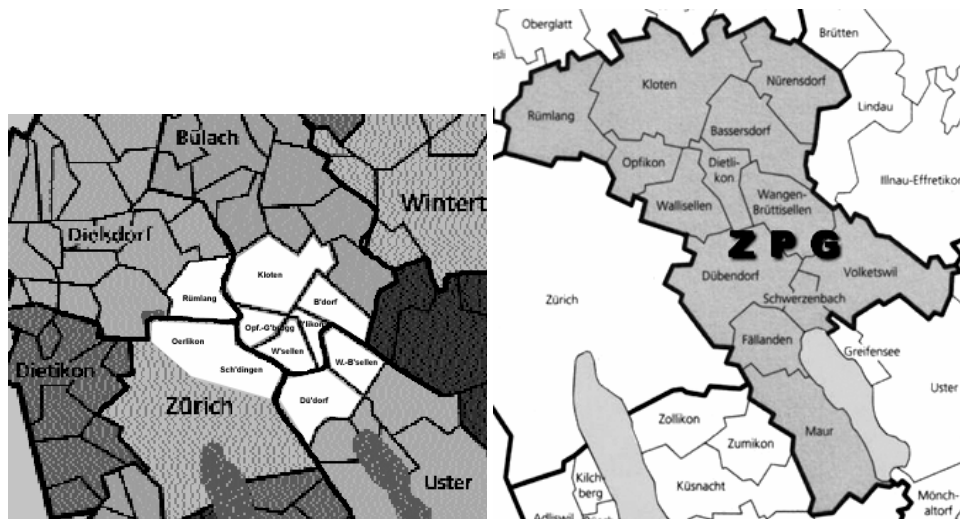 Bülach
Wintert
Dielsdorf
Kloten
Rümlang
B'dorf
Opf.-G'brugg
Oerlikon
W'sellen
W.-B'sellen
Sch'dingen
Dietikon
Zürich
Dü'dorf
Uster
Oberglatt
Brütten
Kloten
Nürensdorf
Lindau
Rümlang
Bassersdorf
Opfikon
Dietli-
kon
Illnau-Effretikon
Wallisellen
Wangen-
Brüttisellen
ZPG
Dübendorf
Volketswil
Zürich
Schwerzenbach
Fällanden
Greifensee
Uster
Zollikon
Maur
Zumikon
Kilch-
berg
Küsnacht
Mönch-
altorf
Adliswil